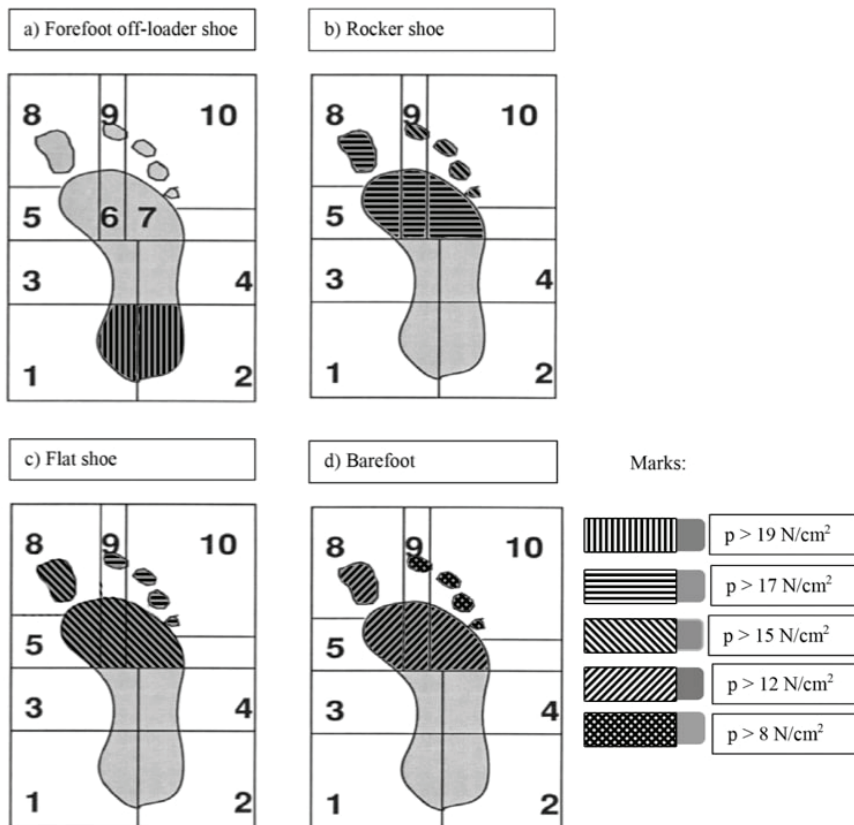 a) Forefoot off-loader shoe
b) Rocker shoe
8 9 10
5 6 7
3 4
1 2
8 9 10
5
3 4
1 2
c) Flat shoe
d) Barefoot
Marks:
8 9 10
5
3 4
1 2
8 9 10
5
3 4
1 2
p > 19 N/cm²
p > 17 N/cm²
p > 15 N/cm²
p > 12 N/cm²
p > 8 N/cm²